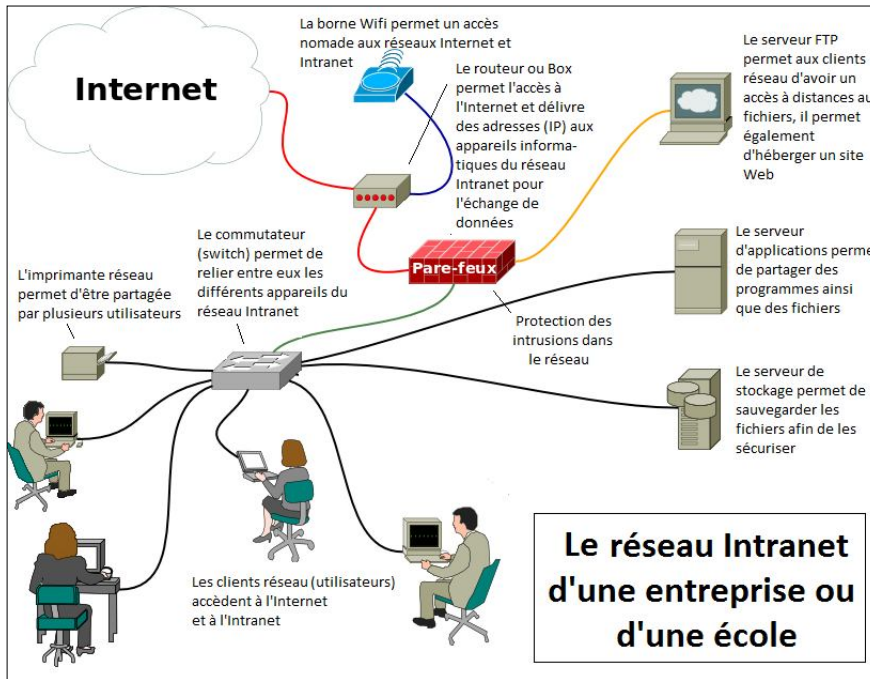 La borne Wifi permet un accès
nomade aux réseaux Internet et
Intranet
Internet
Le routeur ou Box
permet l'accès à
l'Internet et délivre
des adresses (IP) aux
appareils informa-
tiques du réseau
Intranet pour
l'échange de
données
Le serveur FTP
permet aux clients
réseau d'avoir un
accès à distances au
fichiers, il permet
également
d'héberger un site
Web
Le commutateur
(switch) permet de
relier entre eux les
différents appareils du
réseau Intranet
Pare-feux
Protection des
intrusions dans
le réseau
Le serveur
d'applications perme
de partager des
programmes ainsi
que des fichiers
L'imprimante réseau
permet d'être partagée
par plusieurs utilisateurs
Le serveur de
stockage permet de
sauvegarder les
fichiers afin de les
sécuriser
Les clients réseau (utilisateurs)
accèdent à l'Internet
et à l'Intranet
Le réseau Intranet
d'une entreprise ou
d'une école